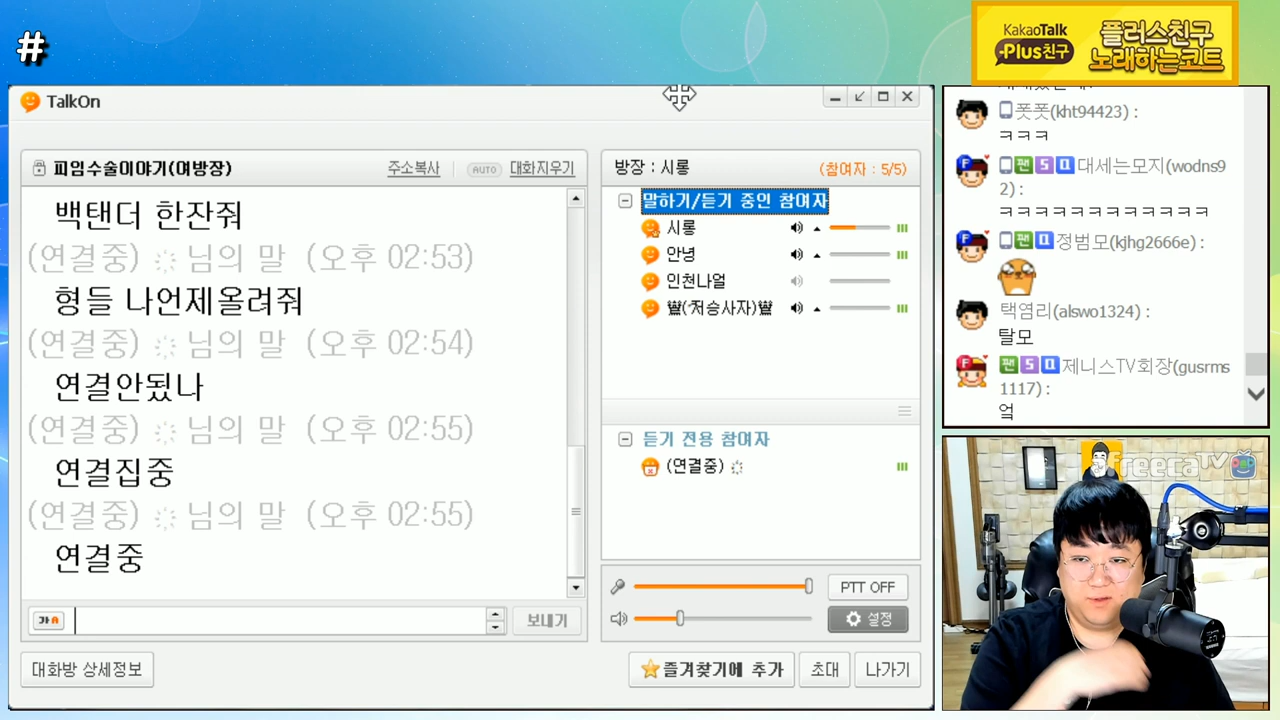 #
KakaoTalk
Plus친구
플러스친구
노래하는코트
TalkOn
피임수술이야기(여방장)
주소복사
AUTO
대화지우기
백탠더 한잔줘
(연결중) 님의 말 (오후 02:53)
형들 나언제올려줘
(연결중) 님의 말 (오후 02:54)
연결안됬나
(연결중) 님의 말 (오후 02:55)
연결집중
(연결중) 님의 말 (오후 02:55)
연결중
가A
보내기
대화방 상세정보
방장 : 시롱
(참여자 : 5/5)
말하기/듣기 중인 참여자
시롱
안녕
인천나얼
(저승사자)
듣기 전용 참여자
(연결중)
PTT OFF
설정
즐겨찾기에 추가
초대
나가기
폿폿(kht94423) :
ㅋㅋㅋ
팬 S 대세는모지(wodns9
2) :
ㅋㅋㅋㅋㅋㅋㅋㅋㅋㅋㅋ
팬 정범모(kjhg2666e) :
택염리(alswo1324) :
탈모
팬 S 제니스TV회장(gusrms
1117) :
엌
afreecaTV